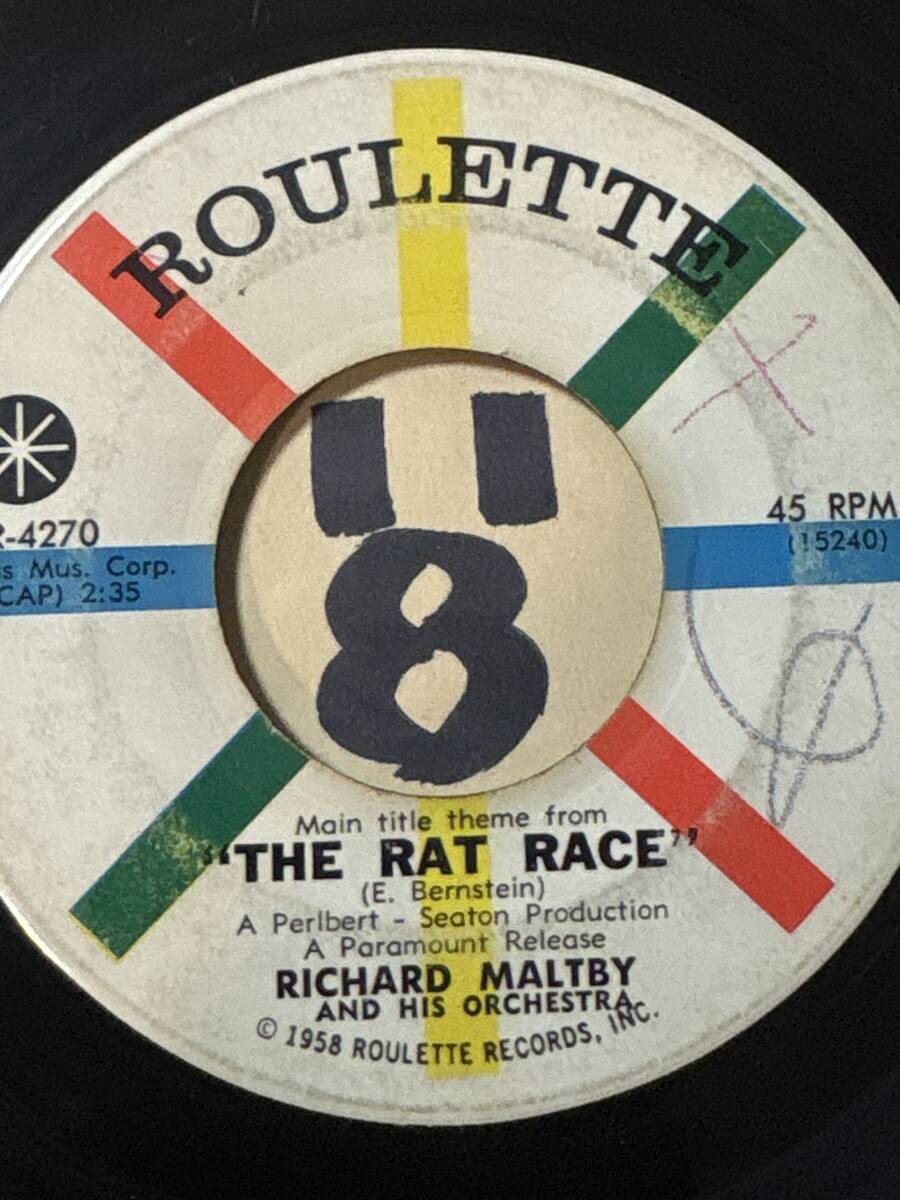 ROULETTE
R-4270
s Mus. Corp.
CAP) 2:35
45 RPM
(15240)
"8
Main title theme from
"THE RAT RACE"
(E. Bernstein)
A Perlbert - Seaton Production
A Paramount Release
RICHARD MALTBY
AND HIS ORCHESTRA
© 1958 ROULETTE RECORDS, INC.